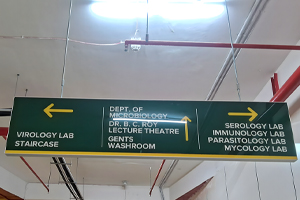 VIROLOGY LAB
STAIRCASE
DEPT. OF
MICROBIOLOGY
DR. B. C. ROY
LECTURE THEATRE
GENTS
WASHROOM
SEROLOGY LAB
IMMUNOLOGY LAB
PARASITOLOGY LAB
MYCOLOGY LAB